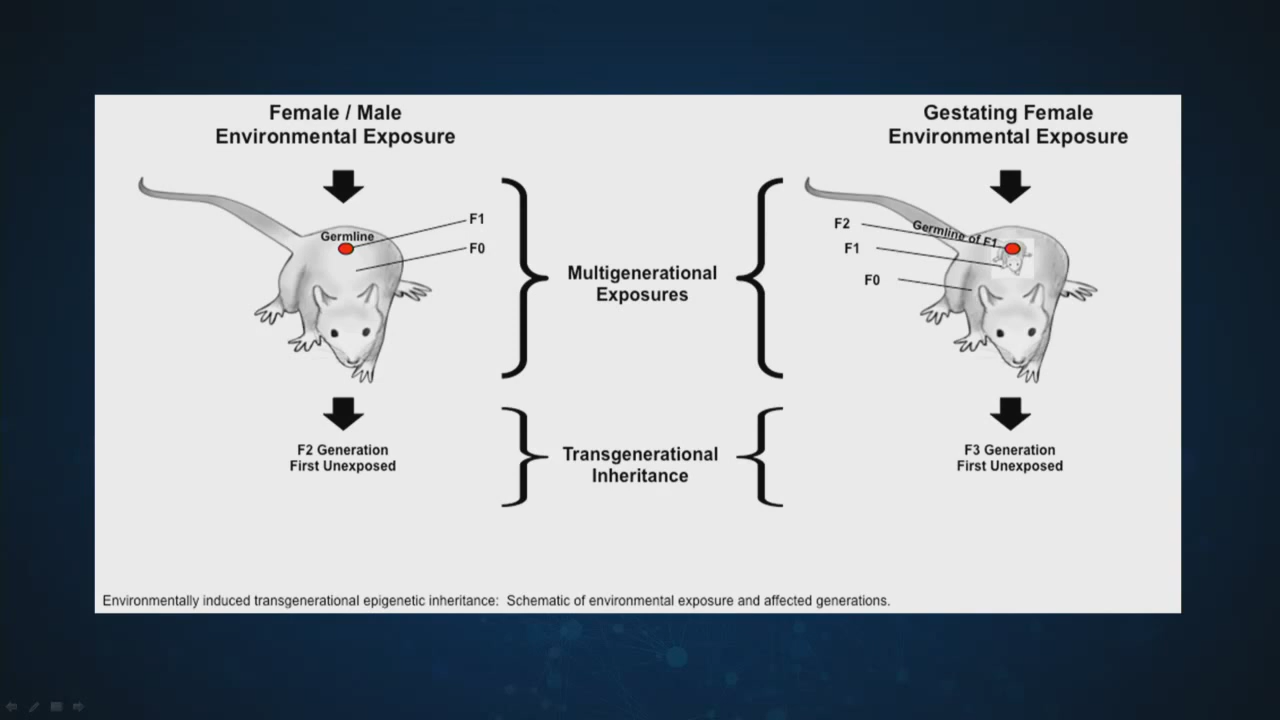 Female / Male
Environmental Exposure
Germline
F1
F0
Gestating Female
Environmental Exposure
F2
Germline of F1
F1
F0
Multigenerational
Exposures
F2 Generation
First Unexposed
Transgenerational
Inheritance
F3 Generation
First Unexposed
Environmentally induced transgenerational epigenetic inheritance: Schematic of environmental exposure and affected generations.